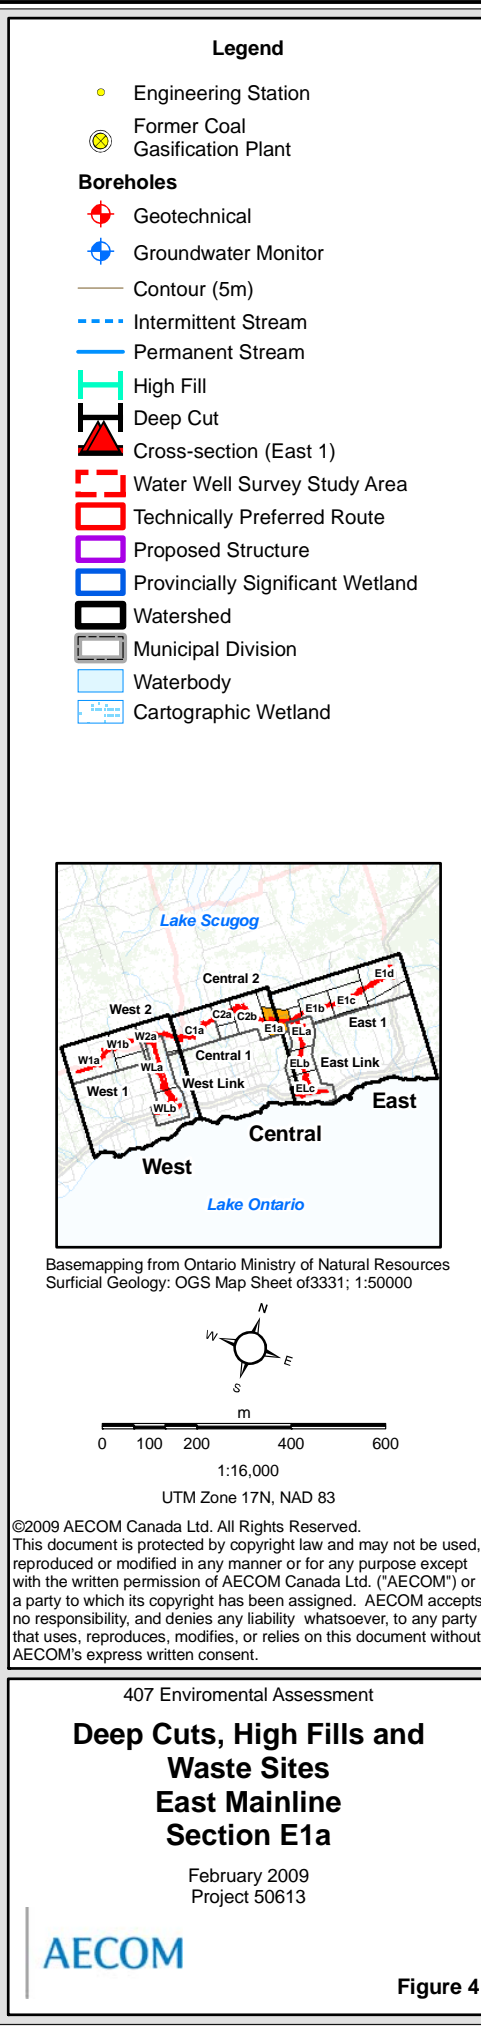 Legend
Engineering Station
Former Coal
Gasification Plant
Boreholes
Geotechnical
Groundwater Monitor
Contour (5m)
Intermittent Stream
Permanent Stream
High Fill
Deep Cut
Cross-section (East 1)
Water Well Survey Study Area
Technically Preferred Route
Proposed Structure
Provincially Significant Wetland
Watershed
Municipal Division
Waterbody
Cartographic Wetland
Lake Scugog
Central 2
E1d
West 2
C2a
C2b
E1b
E1c
W2a
C1a
E1a
ELa
East 1
W1b
W1a
WLa
Central 1
ELb
East Link
West 1
West Link
WLb
ELc
East
Central
West
Lake Ontario
Basemapping from Ontario Ministry of Natural Resources
Surficial Geology: OGS Map Sheet of3331; 1:50000
N
W
E
S
m
0 100 200 400 600
1:16,000
UTM Zone 17N, NAD 83
©2009 AECOM Canada Ltd. All Rights Reserved.
This document is protected by copyright law and may not be used,
reproduced or modified in any manner or for any purpose except
with the written permission of AECOM Canada Ltd. ("AECOM") or
a party to which its copyright has been assigned. AECOM accepts
no responsibility, and denies any liability whatsoever, to any party
that uses, reproduces, modifies, or relies on this document without
AECOM's express written consent.
407 Enviromental Assessment
Deep Cuts, High Fills and
Waste Sites
East Mainline
Section E1a
February 2009
Project 50613
AECOM
Figure 4